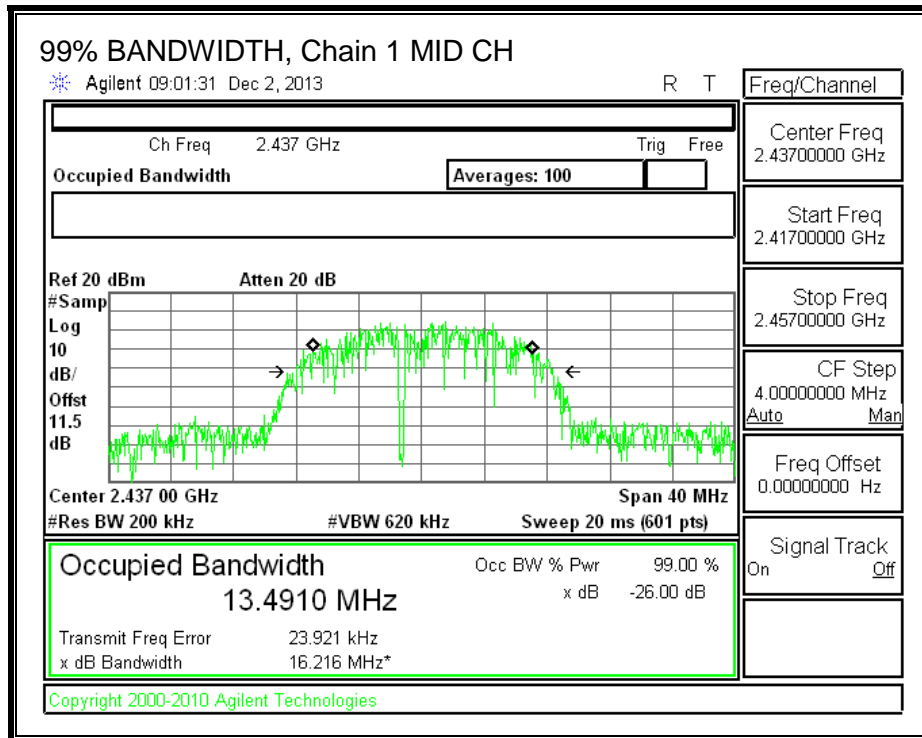 99% BANDWIDTH, Chain 1 MID CH
Agilent 09:01:31 Dec 2, 2013 R T
Freq/Channel
Ch Freq 2.437 GHz Trig Free
Occupied Bandwidth Averages: 100
Center Freq
2.43700000 GHz
Start Freq
2.41700000 GHz
Stop Freq
2.45700000 GHz
CF Step
4.00000000 MHz
Auto Man
Freq Offset
0.00000000 Hz
Signal Track
On Off
Ref 20 dBm Atten 20 dB
#Samp
Log
10
dB/
Offst
11.5
dB
Center 2.437 00 GHz Span 40 MHz
#Res BW 200 kHz #VBW 620 kHz Sweep 20 ms (601 pts)
Occupied Bandwidth Occ BW % Pwr 99.00 %
13.4910 MHz x dB -26.00 dB
Transmit Freq Error 23.921 kHz
x dB Bandwidth 16.216 MHz*
Copyright 2000-2010 Agilent Technologies